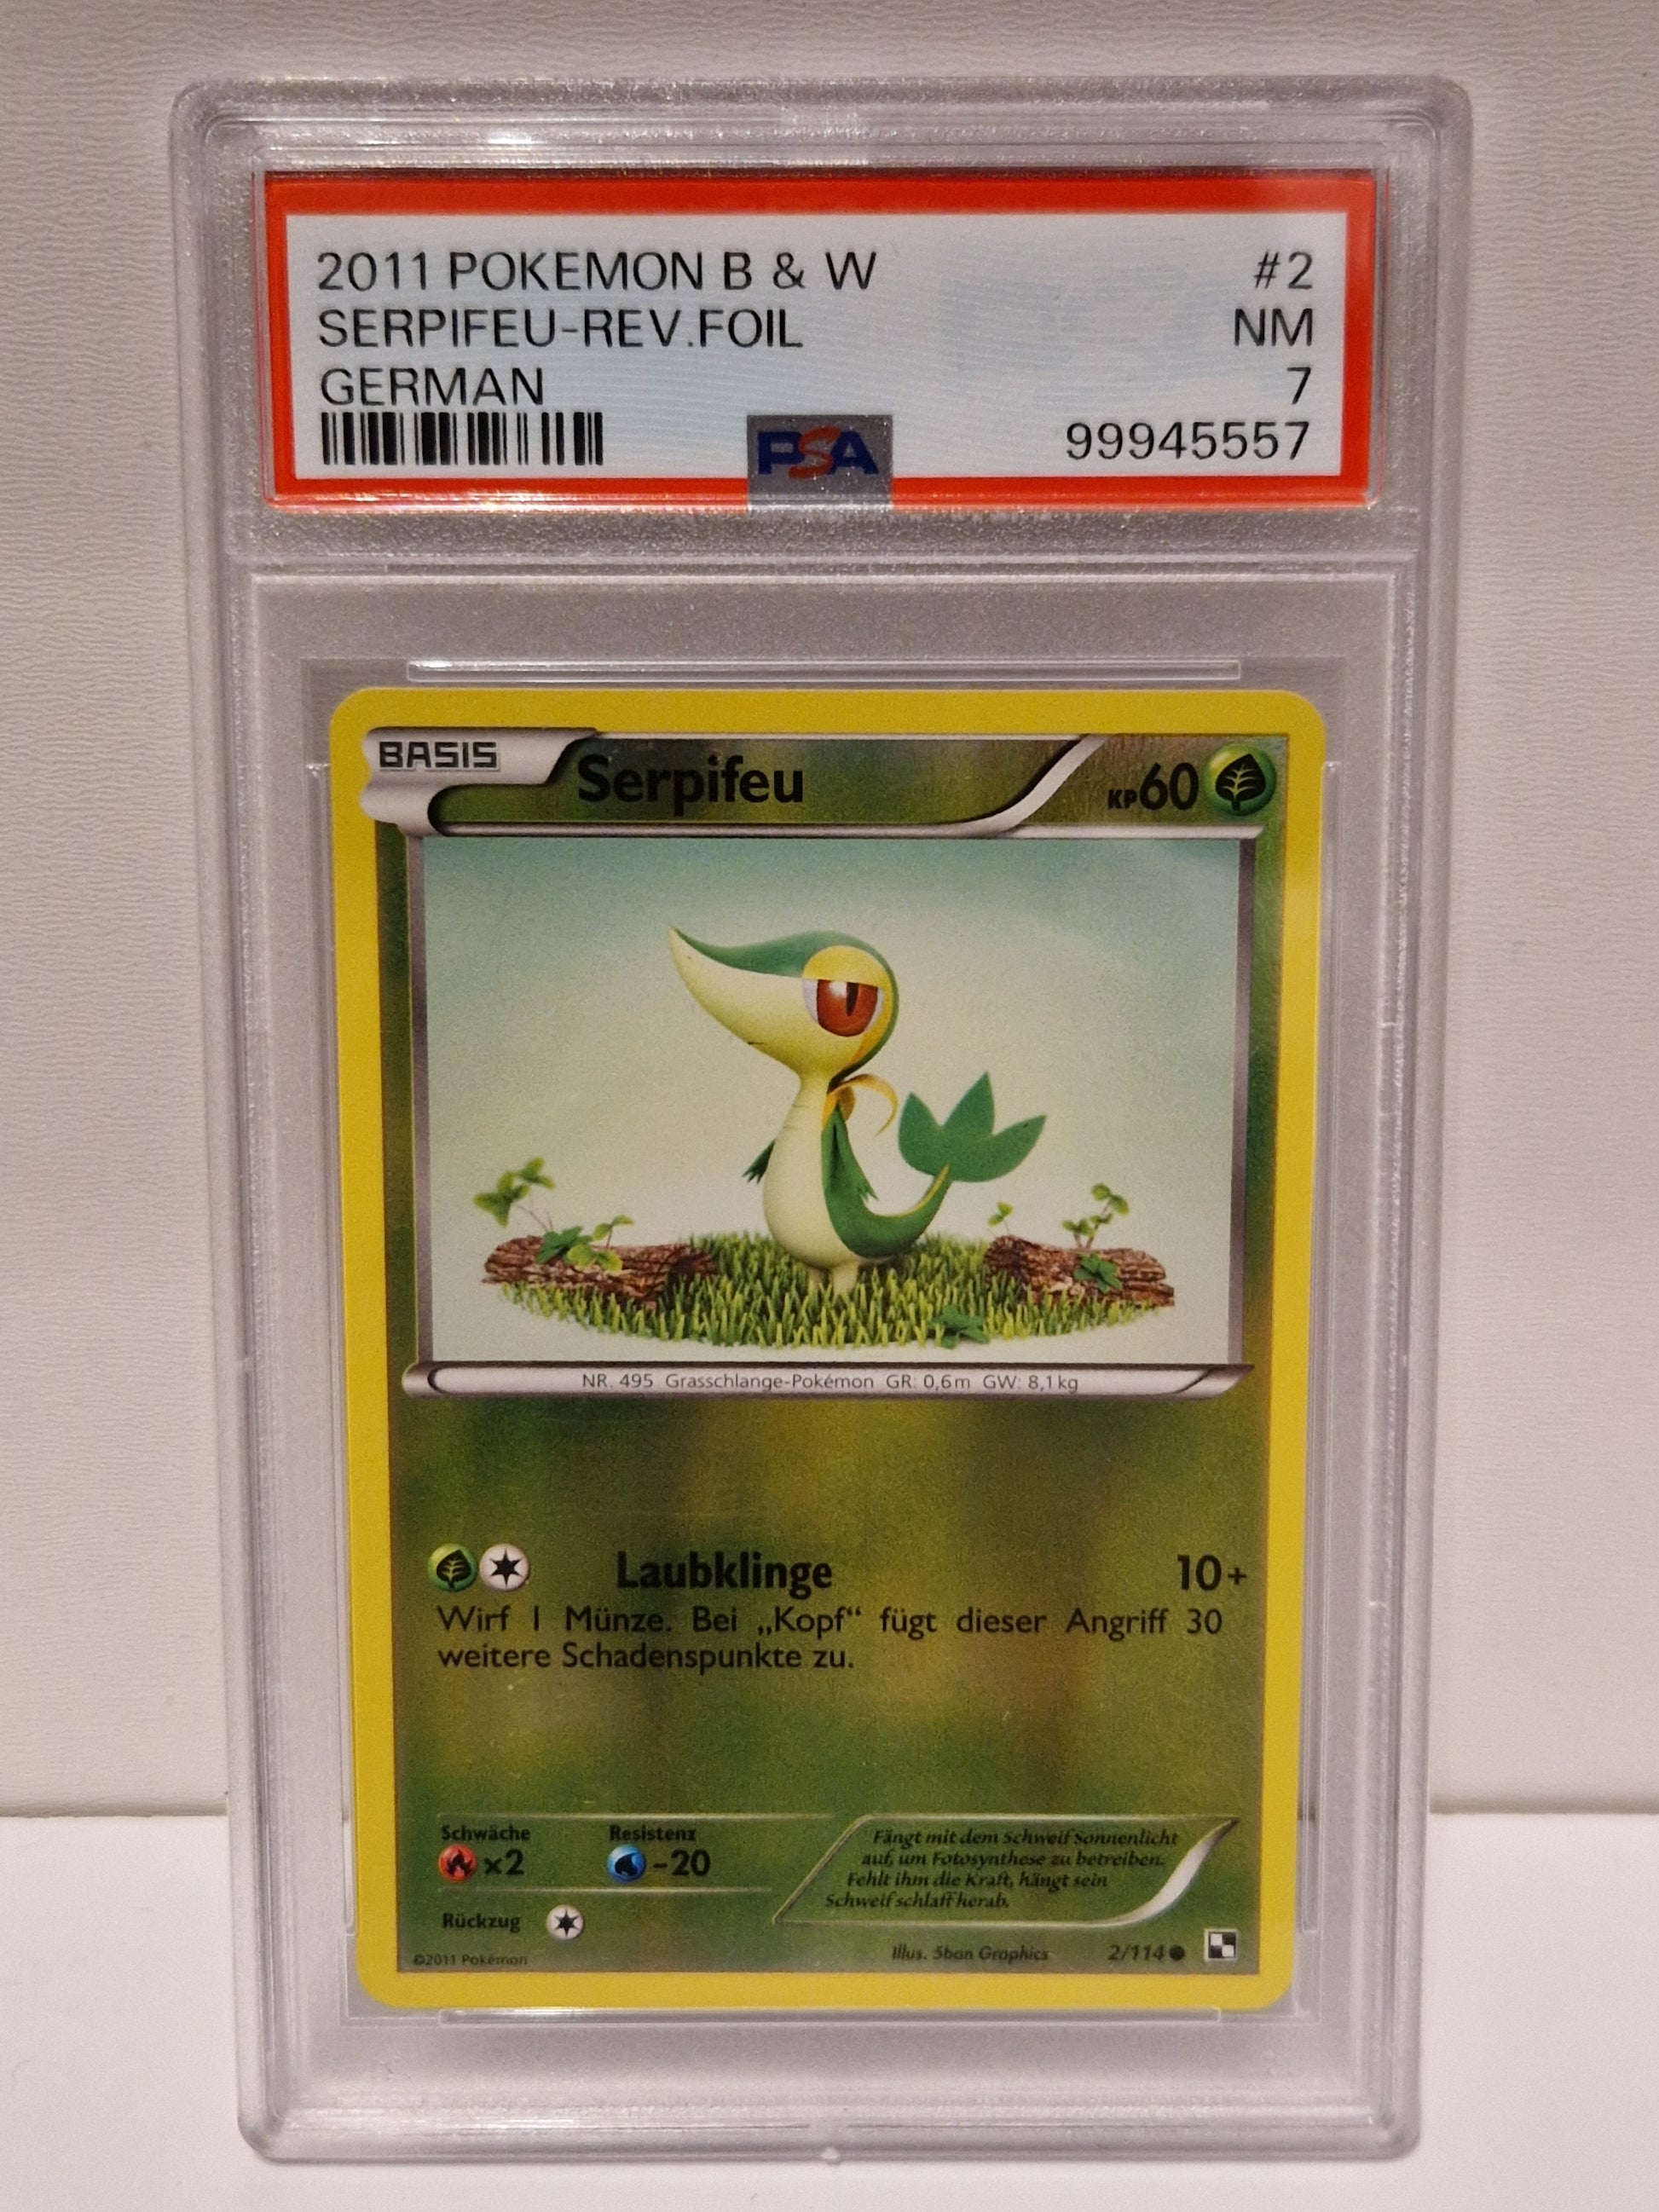 2011 POKEMON B & W #2
SERPIFEU-REV.FOIL NM
GERMAN 7
PSA 99945557
BASIS Serpifeu KP60
NR. 495 Grasschlange-Pokémon GR: 0,6m GW: 8,1kg
Laubklinge 10+
Wirf 1 Münze. Bei „Kopf“ fügt dieser Angriff 30
weitere Schadenspunkte zu.
Schwäche Resistenz
x2 -20
Fängt mit dem Schweif Sonnenlicht
auf, um Fotosynthese zu betreiben.
Fehlt ihm die Kraft, hängt sein
Schweif schlaff herab.
Rückzug
©2011 Pokémon Illus. 5ban Graphics 2/114